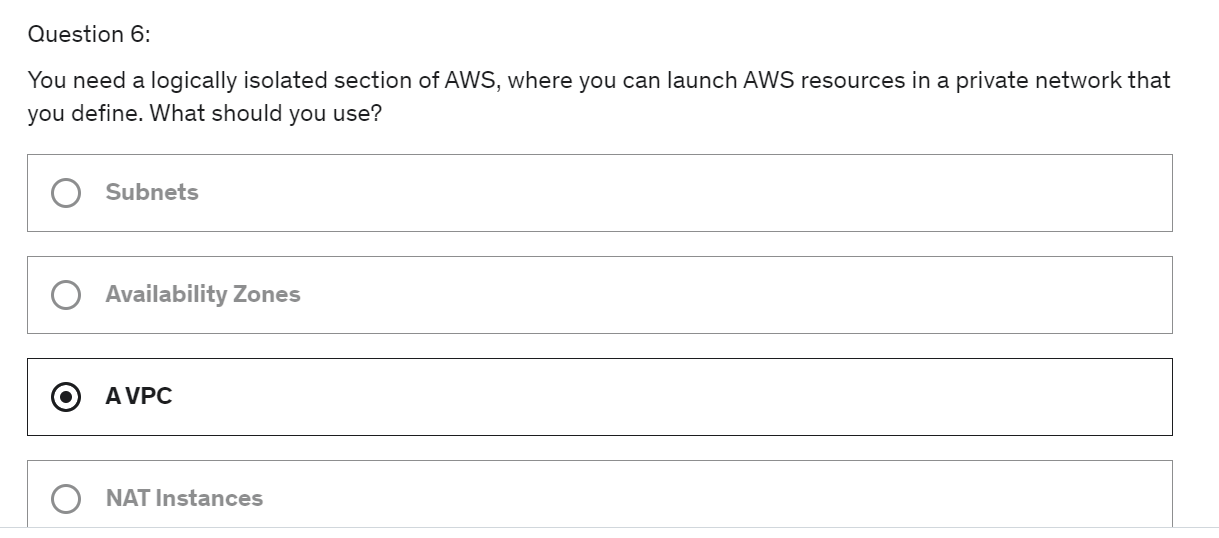 Question 6:
You need a logically isolated section of AWS, where you can launch AWS resources in a private network that
you define. What should you use?
Subnets
Availability Zones
A VPC
NAT Instances